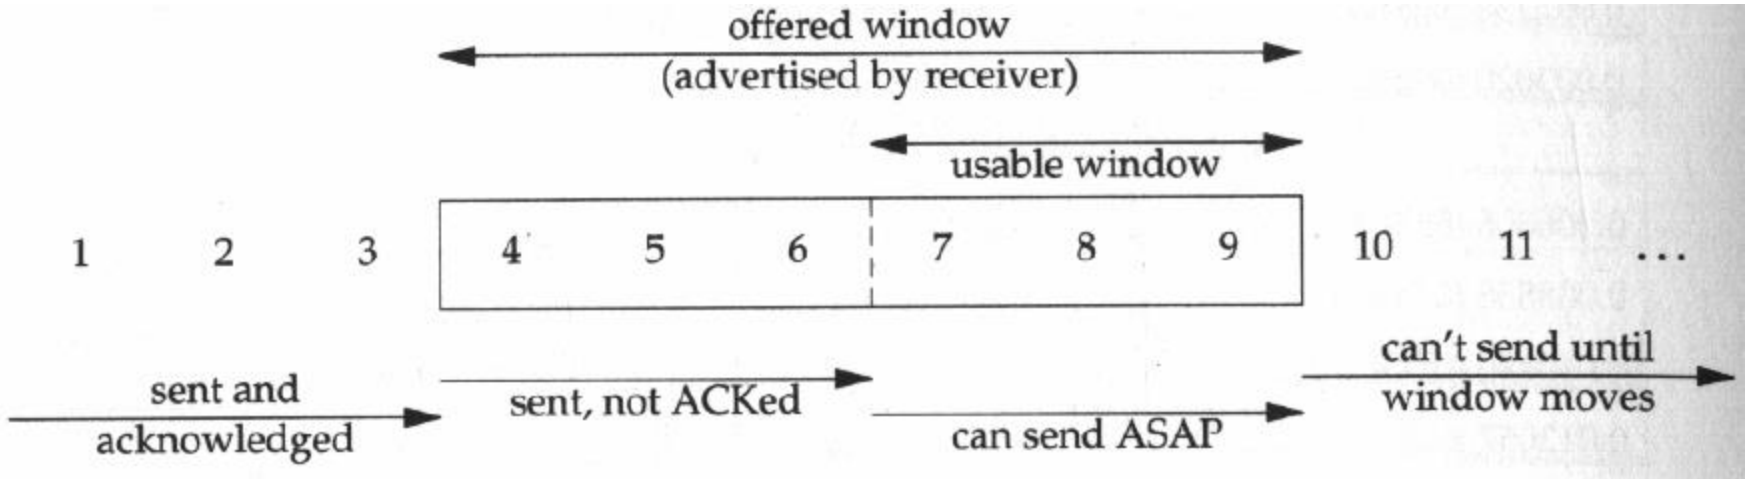 offered window
(advertised by receiver)
usable window
1 2 3 4 5 6 7 8 9 10 11 ...
can't send until
window moves
sent and
acknowledged
sent, not ACKed
can send ASAP